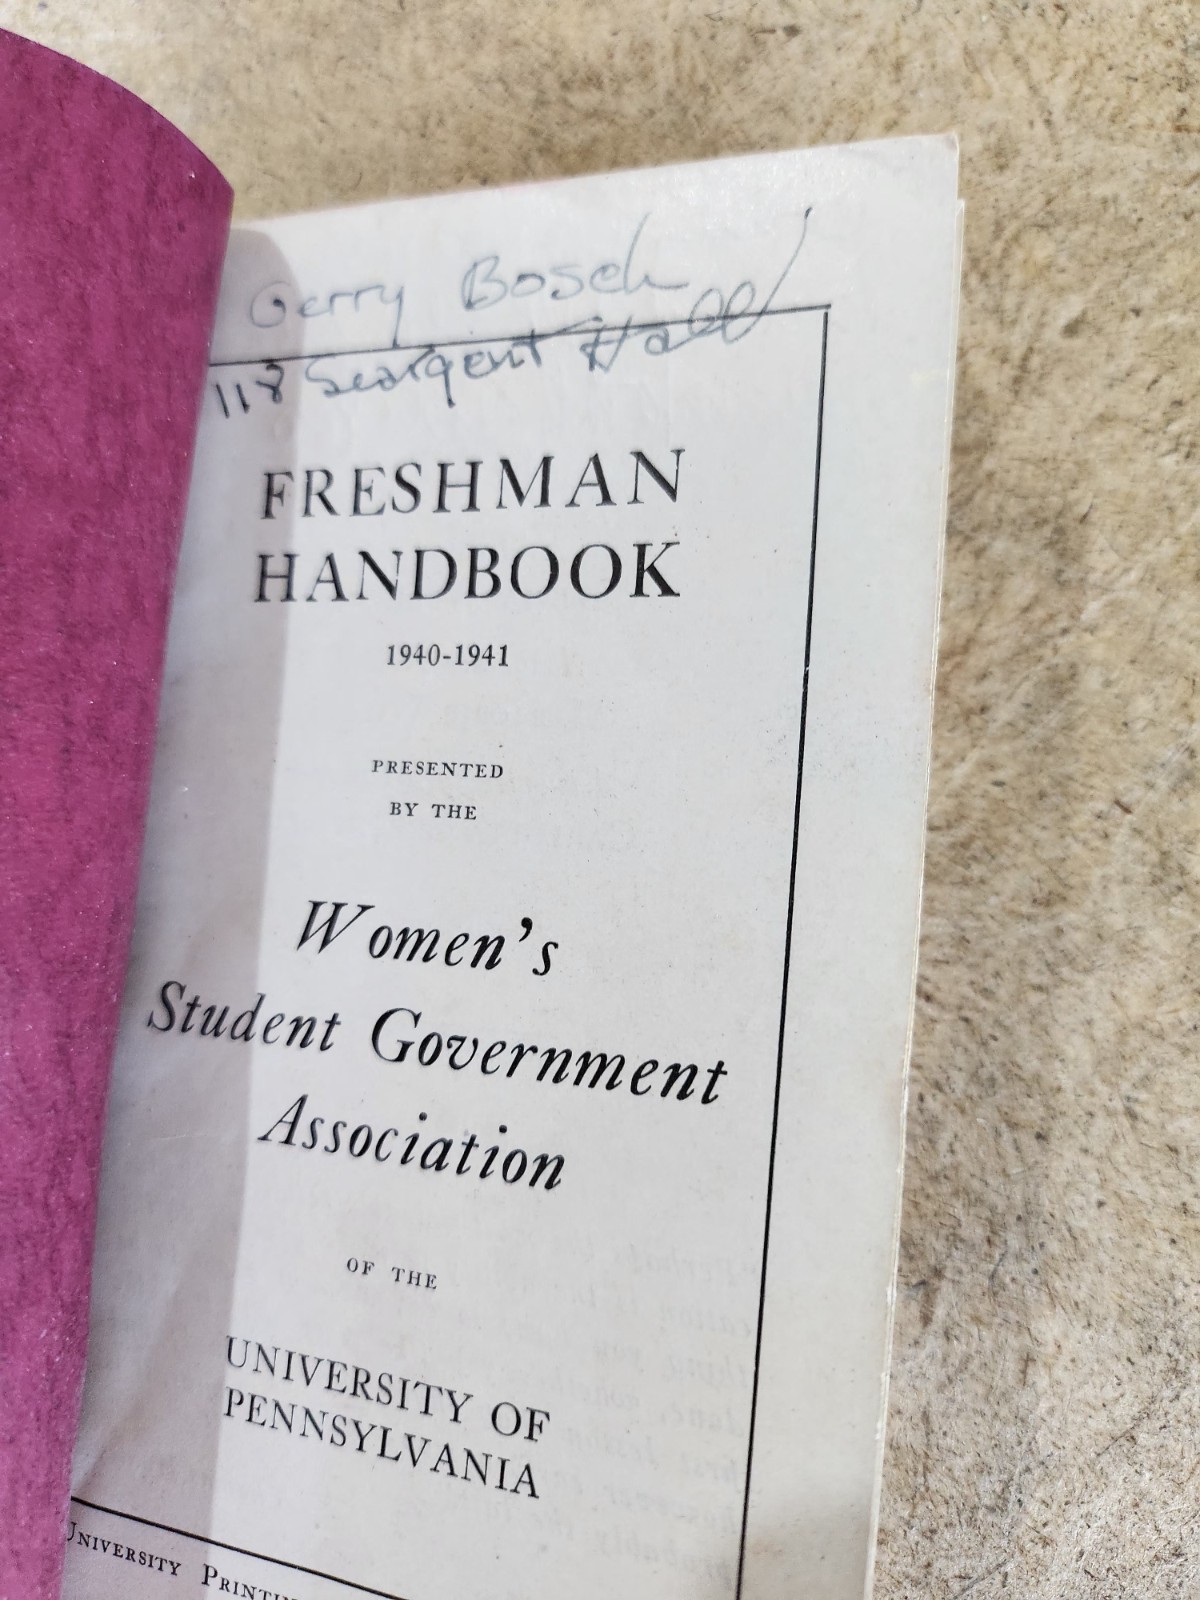 Gerry Bosch
118 Seargent Hall
FRESHMAN
HANDBOOK
1940-1941
PRESENTED
BY THE
Women's
Student Government
Association
OF THE
UNIVERSITY OF
PENNSYLVANIA
UNIVERSITY